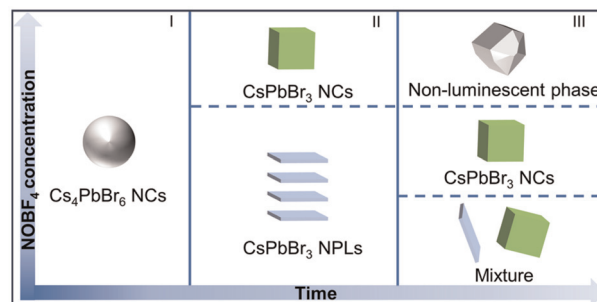 I
II
III
NOBF₄ concentration
Cs₄PbBr₆ NCs
CsPbBr₃ NCs
CsPbBr₃ NPLs
Non-luminescent phase
CsPbBr₃ NCs
Mixture
Time